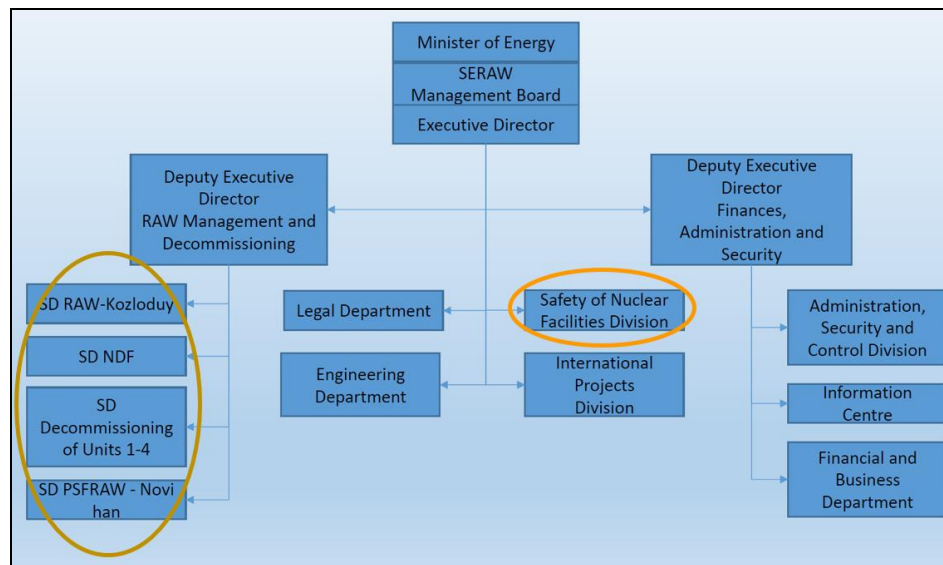 Minister of Energy
SERAW
Management Board
Executive Director
Deputy Executive
Director
RAW Management and
Decommissioning
Deputy Executive
Director
Finances,
Administration and
Security
SD RAW-Kozloduy
SD NDF
SD
Decommissioning
of Units 1-4
SD PSFRAW - Novi
han
Legal Department
Safety of Nuclear
Facilities Division
Engineering
Department
International
Projects
Division
Administration,
Security and
Control Division
Information
Centre
Financial and
Business
Department